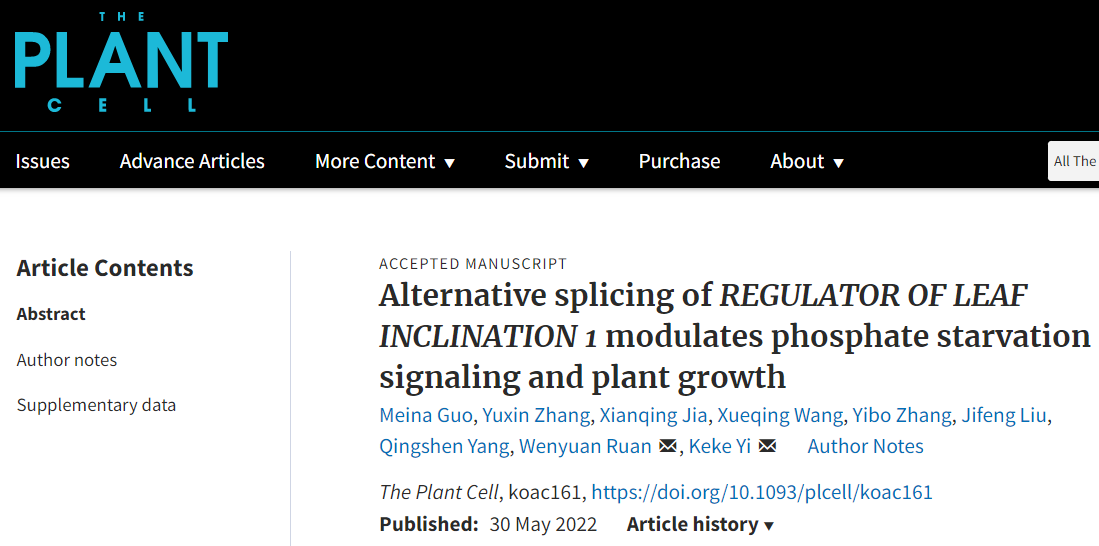 THE
PLANT
CELL
Issues Advance Articles More Content ▼ Submit ▼ Purchase About ▼ All The
Article Contents
Abstract
Author notes
Supplementary data
ACCEPTED MANUSCRIPT
Alternative splicing of REGULATOR OF LEAF
INCLINATION 1 modulates phosphate starvation
signaling and plant growth
Meina Guo, Yuxin Zhang, Xianqing Jia, Xueqing Wang, Yibo Zhang, Jifeng Liu,
Qingshen Yang, Wenyuan Ruan ✉, Keke Yi ✉ Author Notes
The Plant Cell, koac161, https://doi.org/10.1093/plcell/koac161
Published: 30 May 2022 Article history ▼